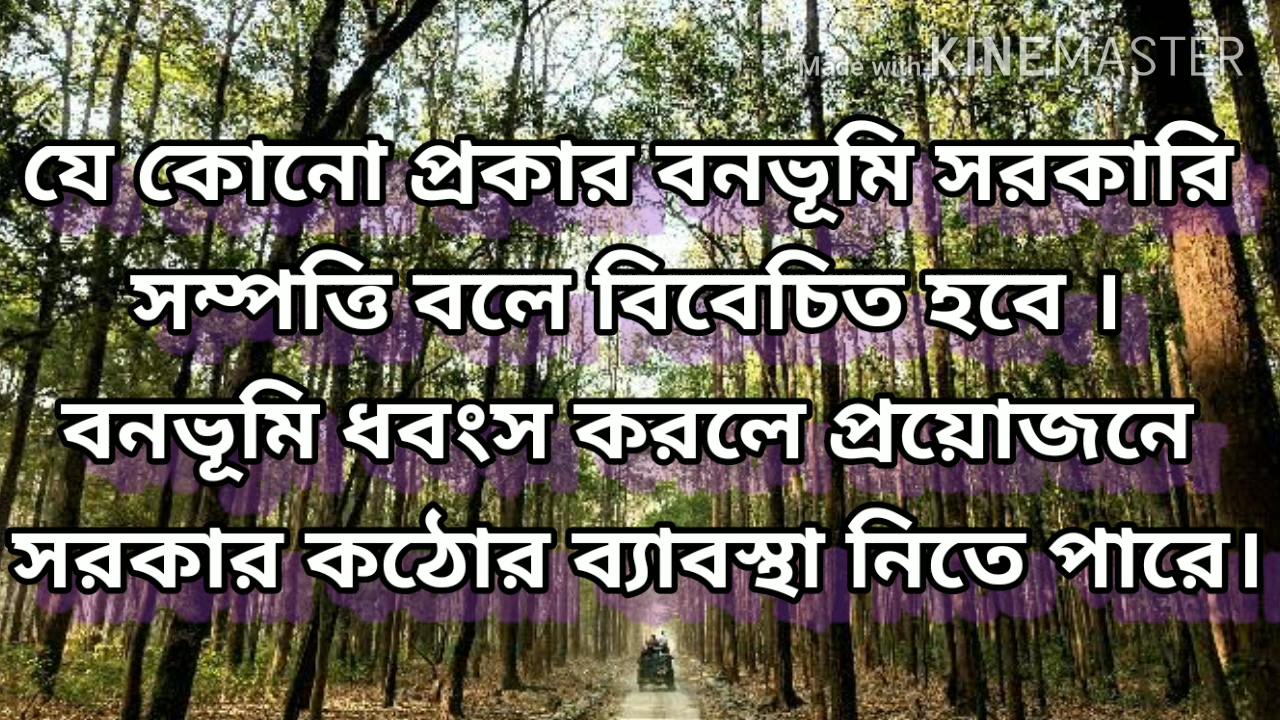 Made with KINEMASTER
যে কোনো প্রকার বনভূমি সরকারি
সম্পত্তি বলে বিবেচিত হবে ।
বনভূমি ধবংস করলে প্রয়োজনে
সরকার কঠোর ব্যাবস্থা নিতে পারে।